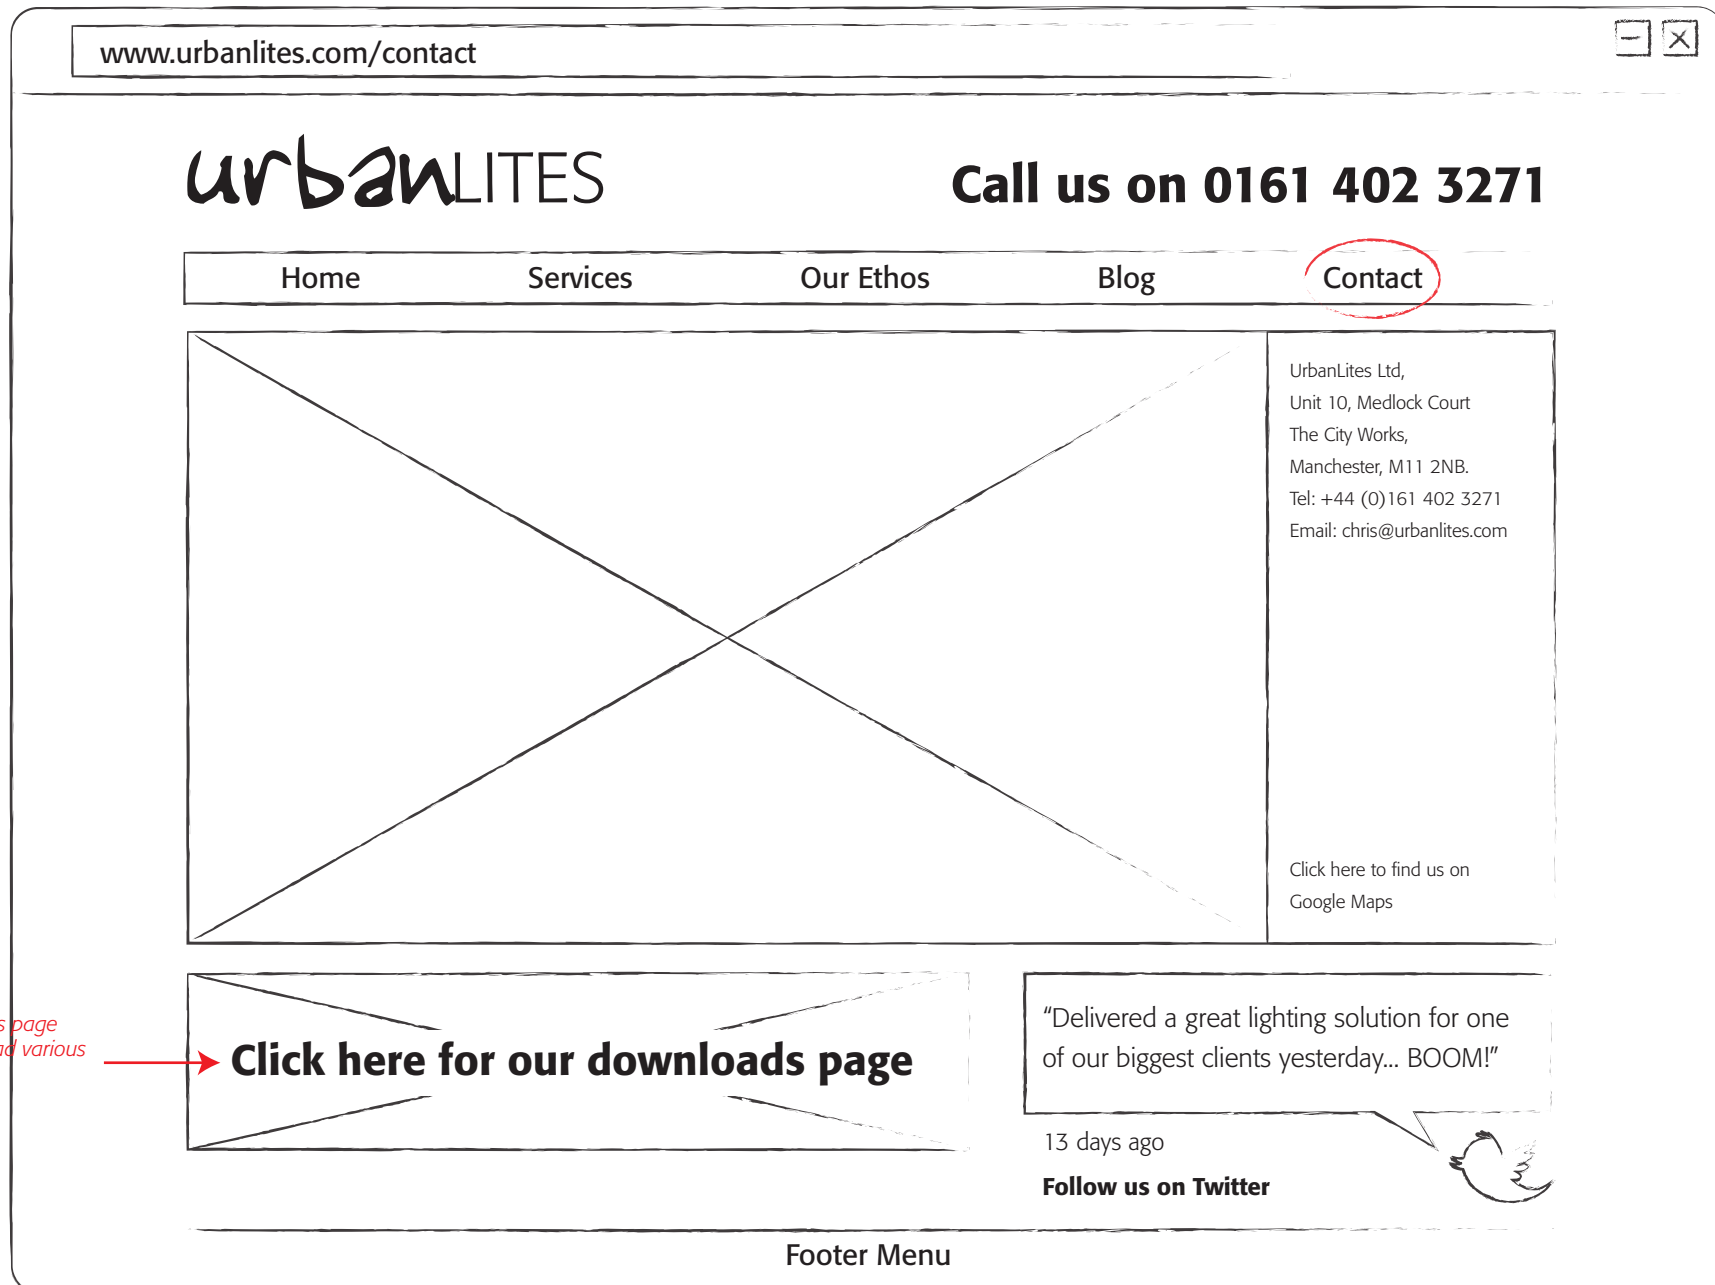 www.urbanlites.com/contact
urbanLITES
Call us on 0161 402 3271
Home Services Our Ethos Blog Contact
UrbanLites Ltd,
Unit 10, Medlock Court
The City Works,
Manchester, M11 2NB.
Tel: +44 (0)161 402 3271
Email: chris@urbanlites.com
Click here to find us on
Google Maps
page
various
Click here for our downloads page
“Delivered a great lighting solution for one
of our biggest clients yesterday... BOOM!”
13 days ago
Follow us on Twitter
Footer Menu